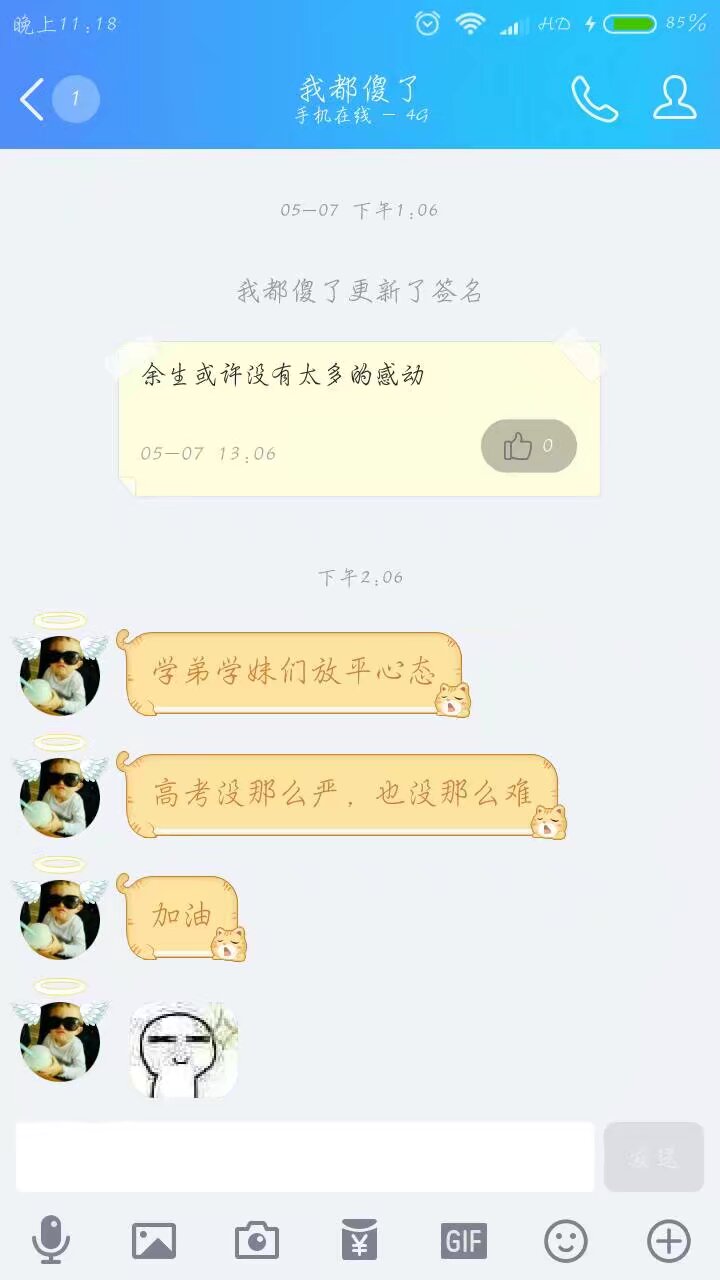 晚上11:18
HD
85%
1
我都傻了
手机在线 - 4G
05-07 下午1:06
我都傻了更新了签名
余生或许没有太多的感动
05-07 13:06
0
下午2:06
学弟学妹们放平心态
高考没那么严，也没那么难
加油
发送
GIF